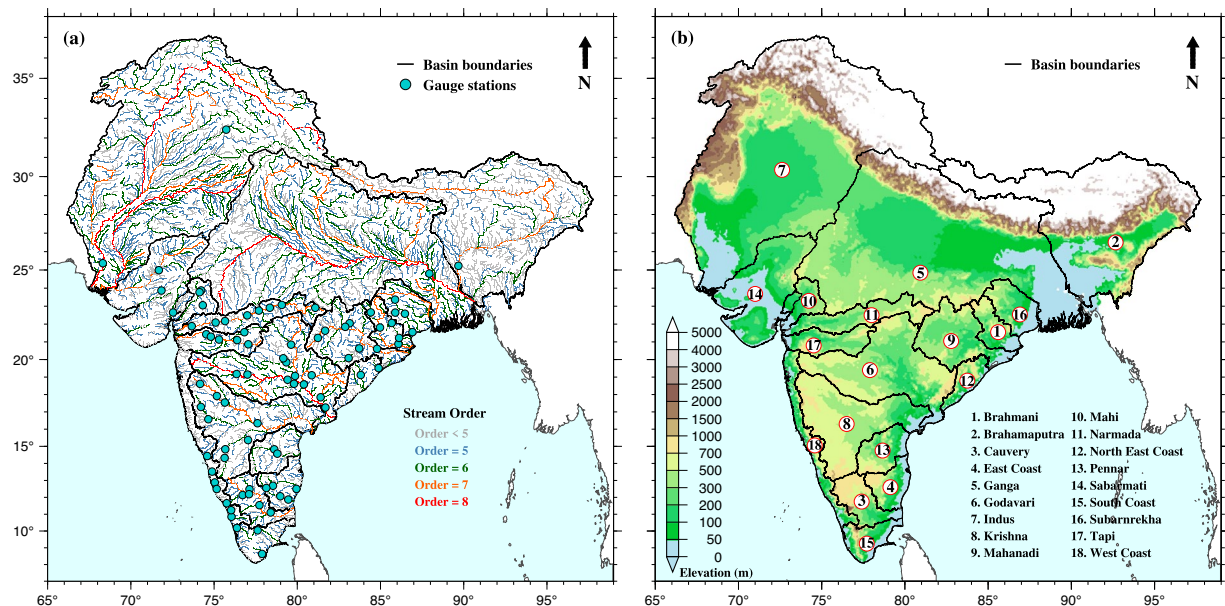 (a)
Basin boundaries
Gauge stations
N
35°
30°
25°
20°
15°
10°
Stream Order
Order < 5
Order = 5
Order = 6
Order = 7
Order = 8
65°
70°
75°
80°
85°
90°
95°
(b)
Basin boundaries
N
7
2
5
14
10
11
16
1
17
9
6
12
8
18
13
4
3
15
5000
4000
3000
2500
2000
1500
1000
700
500
300
200
100
50
0
Elevation (m)
1. Brahmani
2. Brahamaputra
3. Cauvery
4. East Coast
5. Ganga
6. Godavari
7. Indus
8. Krishna
9. Mahanadi
10. Mahi
11. Narmada
12. North East Coast
13. Pennar
14. Sabarmati
15. South Coast
16. Subarnrekha
17. Tapi
18. West Coast
65°
70°
75°
80°
85°
90°
95°